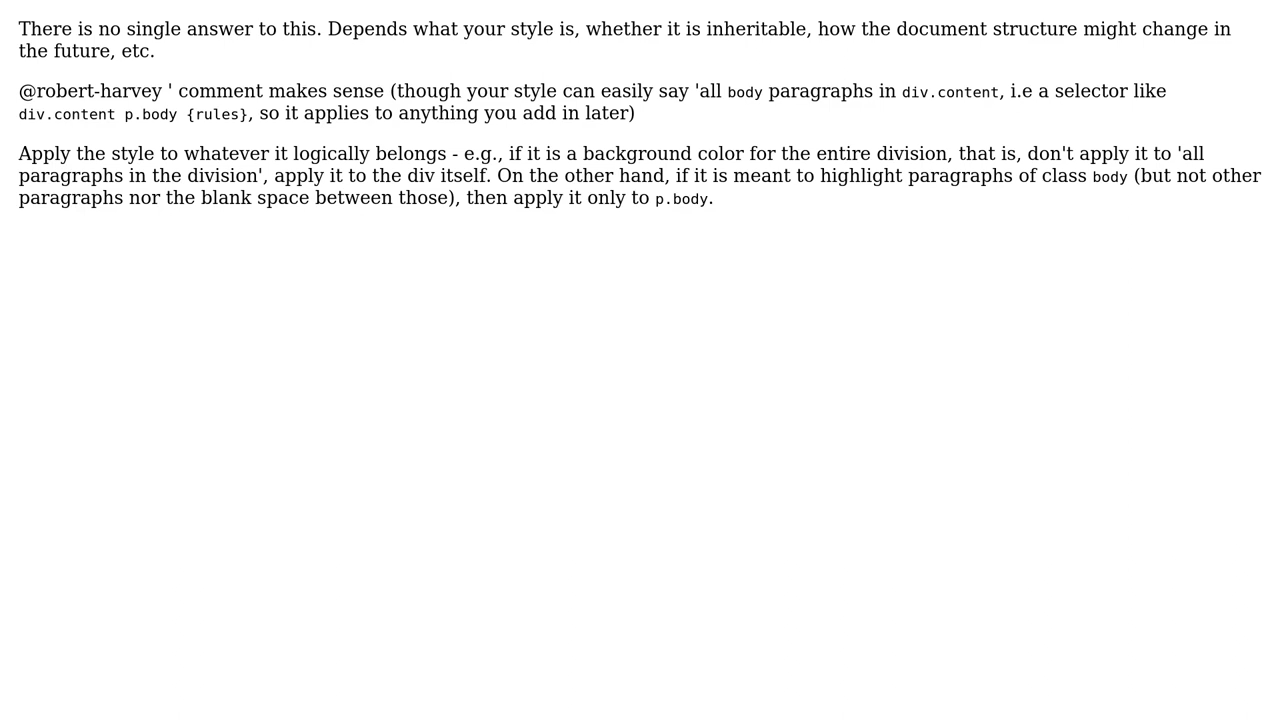 There is no single answer to this. Depends what your style is, whether it is inheritable, how the document structure might change in
the future, etc.
@robert-harvey ' comment makes sense (though your style can easily say 'all body paragraphs in div.content, i.e a selector like
div.content p.body {rules}, so it applies to anything you add in later)
Apply the style to whatever it logically belongs - e.g., if it is a background color for the entire division, that is, don't apply it to 'all
paragraphs in the division', apply it to the div itself. On the other hand, if it is meant to highlight paragraphs of class body (but not other
paragraphs nor the blank space between those), then apply it only to p.body.